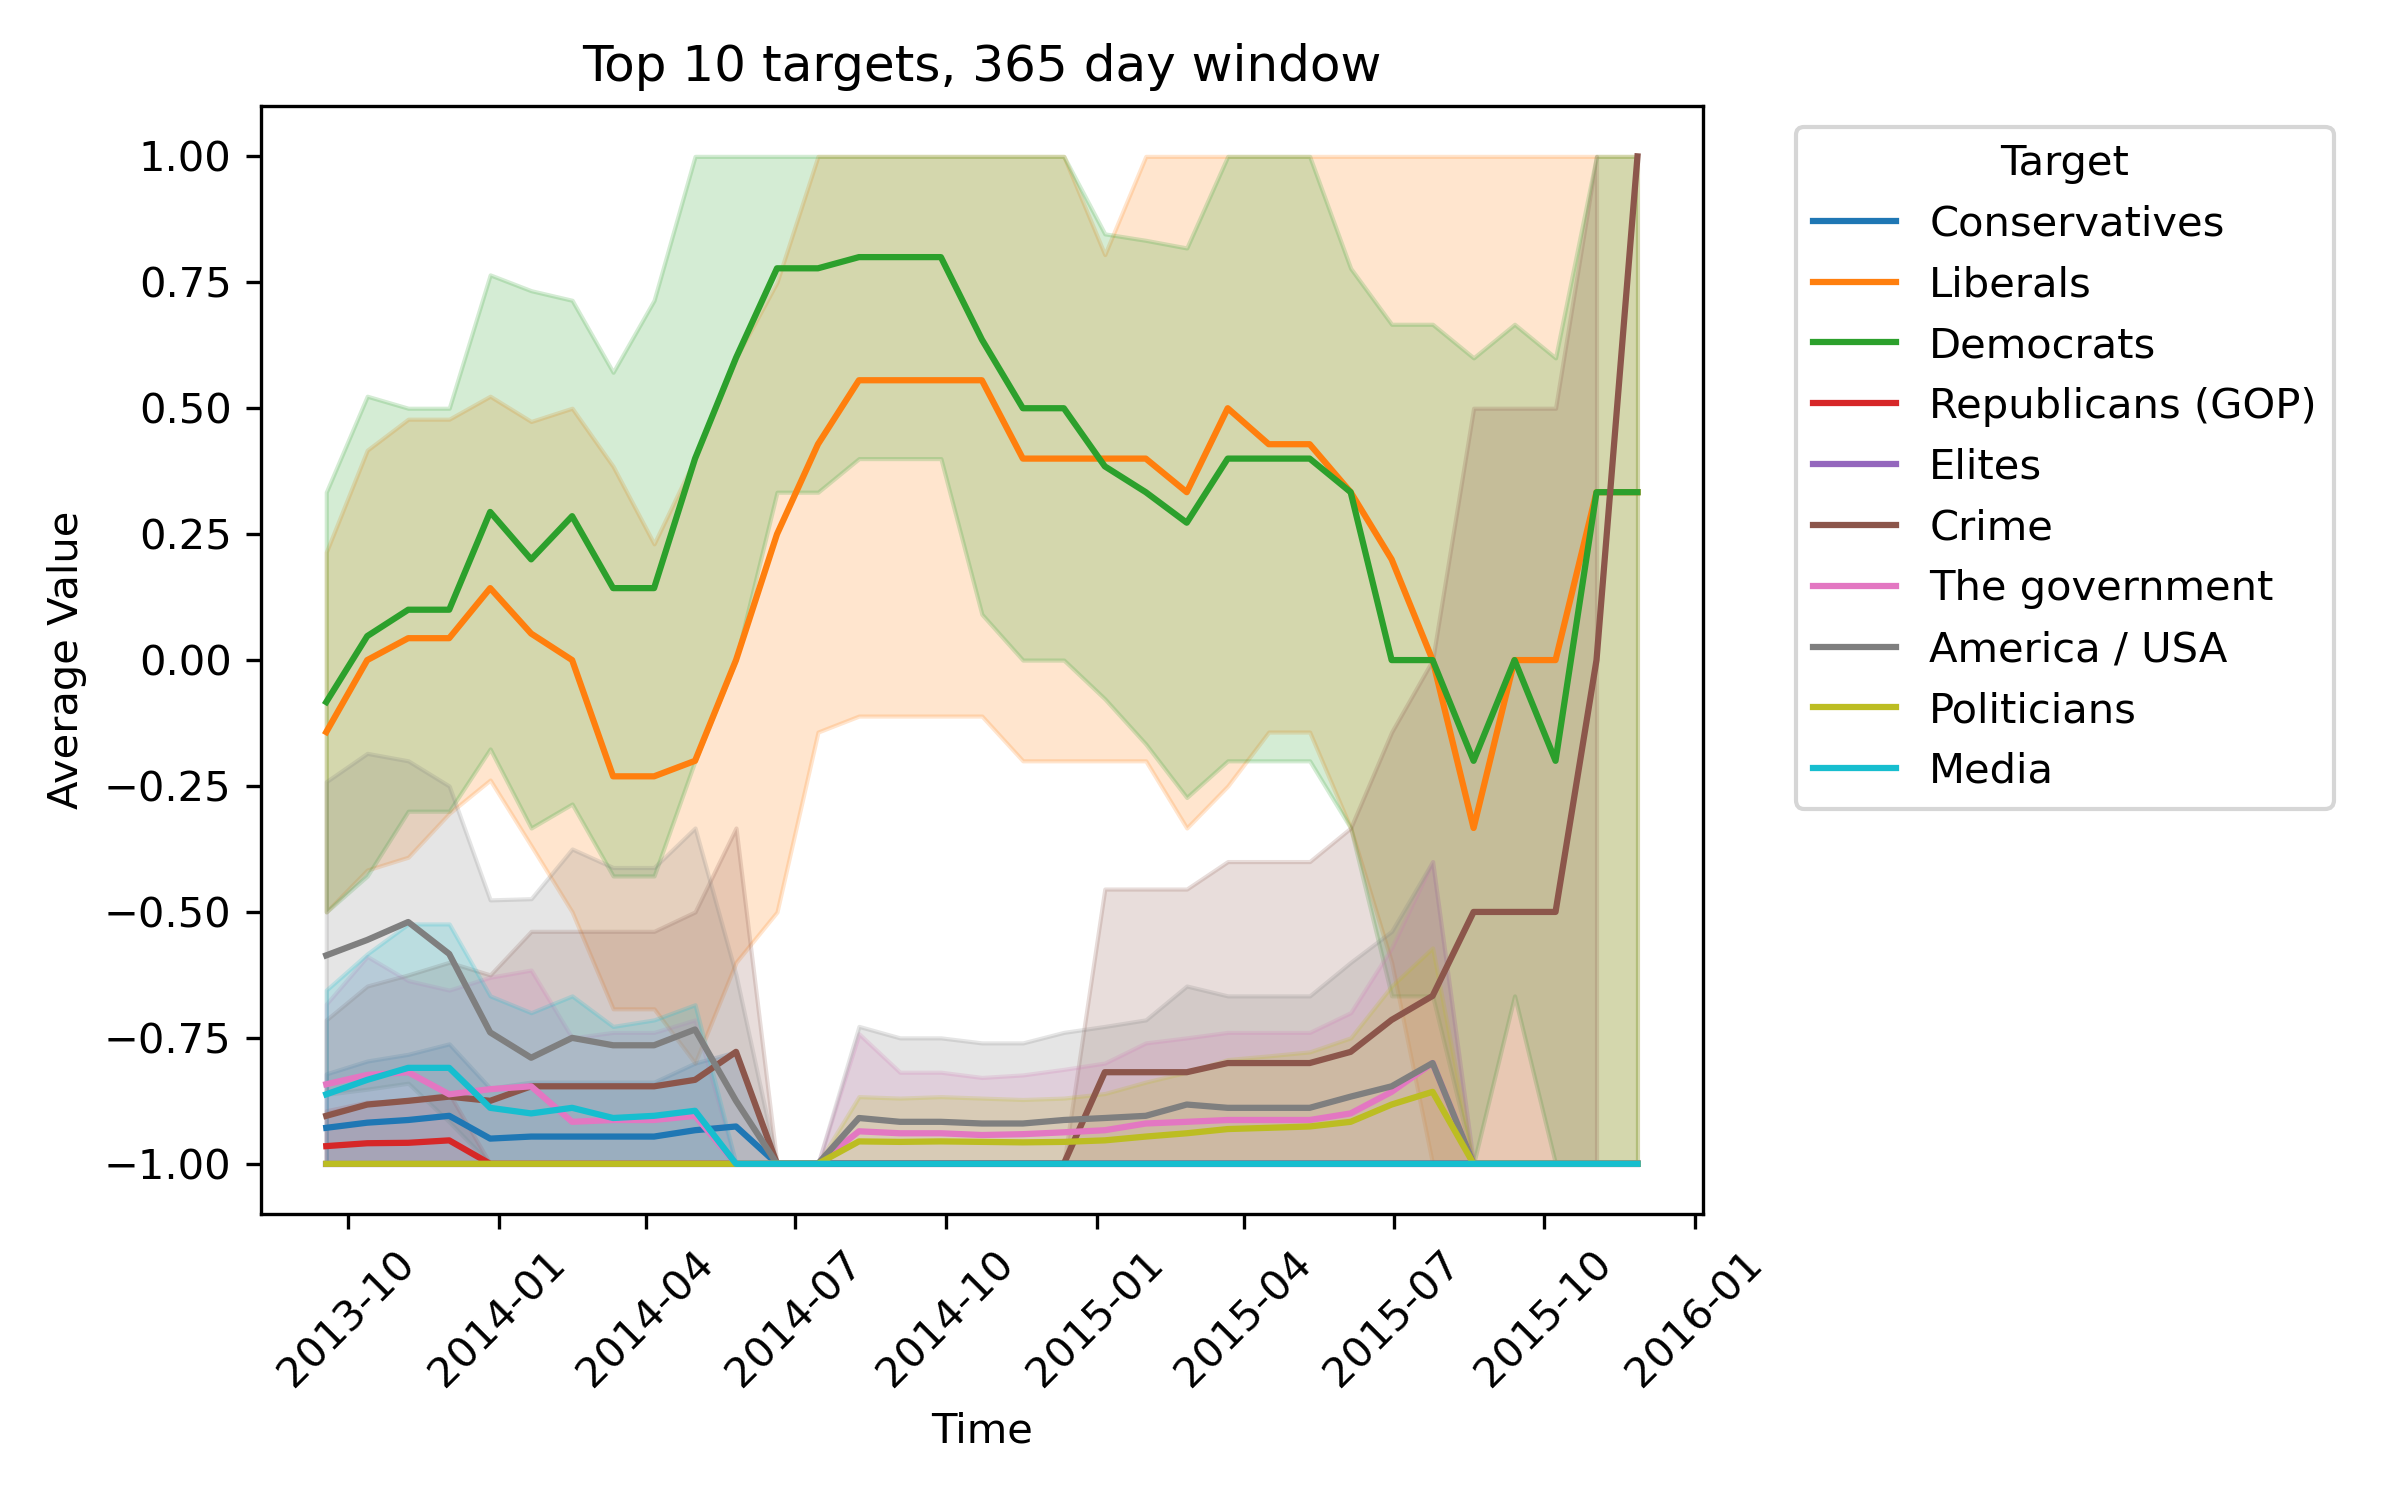 Top 10 targets, 365 day window
Average Value
1.00
0.75
0.50
0.25
0.00
−0.25
−0.50
−0.75
−1.00
2013-10
2014-01
2014-04
2014-07
2014-10
2015-01
2015-04
2015-07
2015-10
2016-01
Time
Target
Conservatives
Liberals
Democrats
Republicans (GOP)
Elites
Crime
The government
America / USA
Politicians
Media